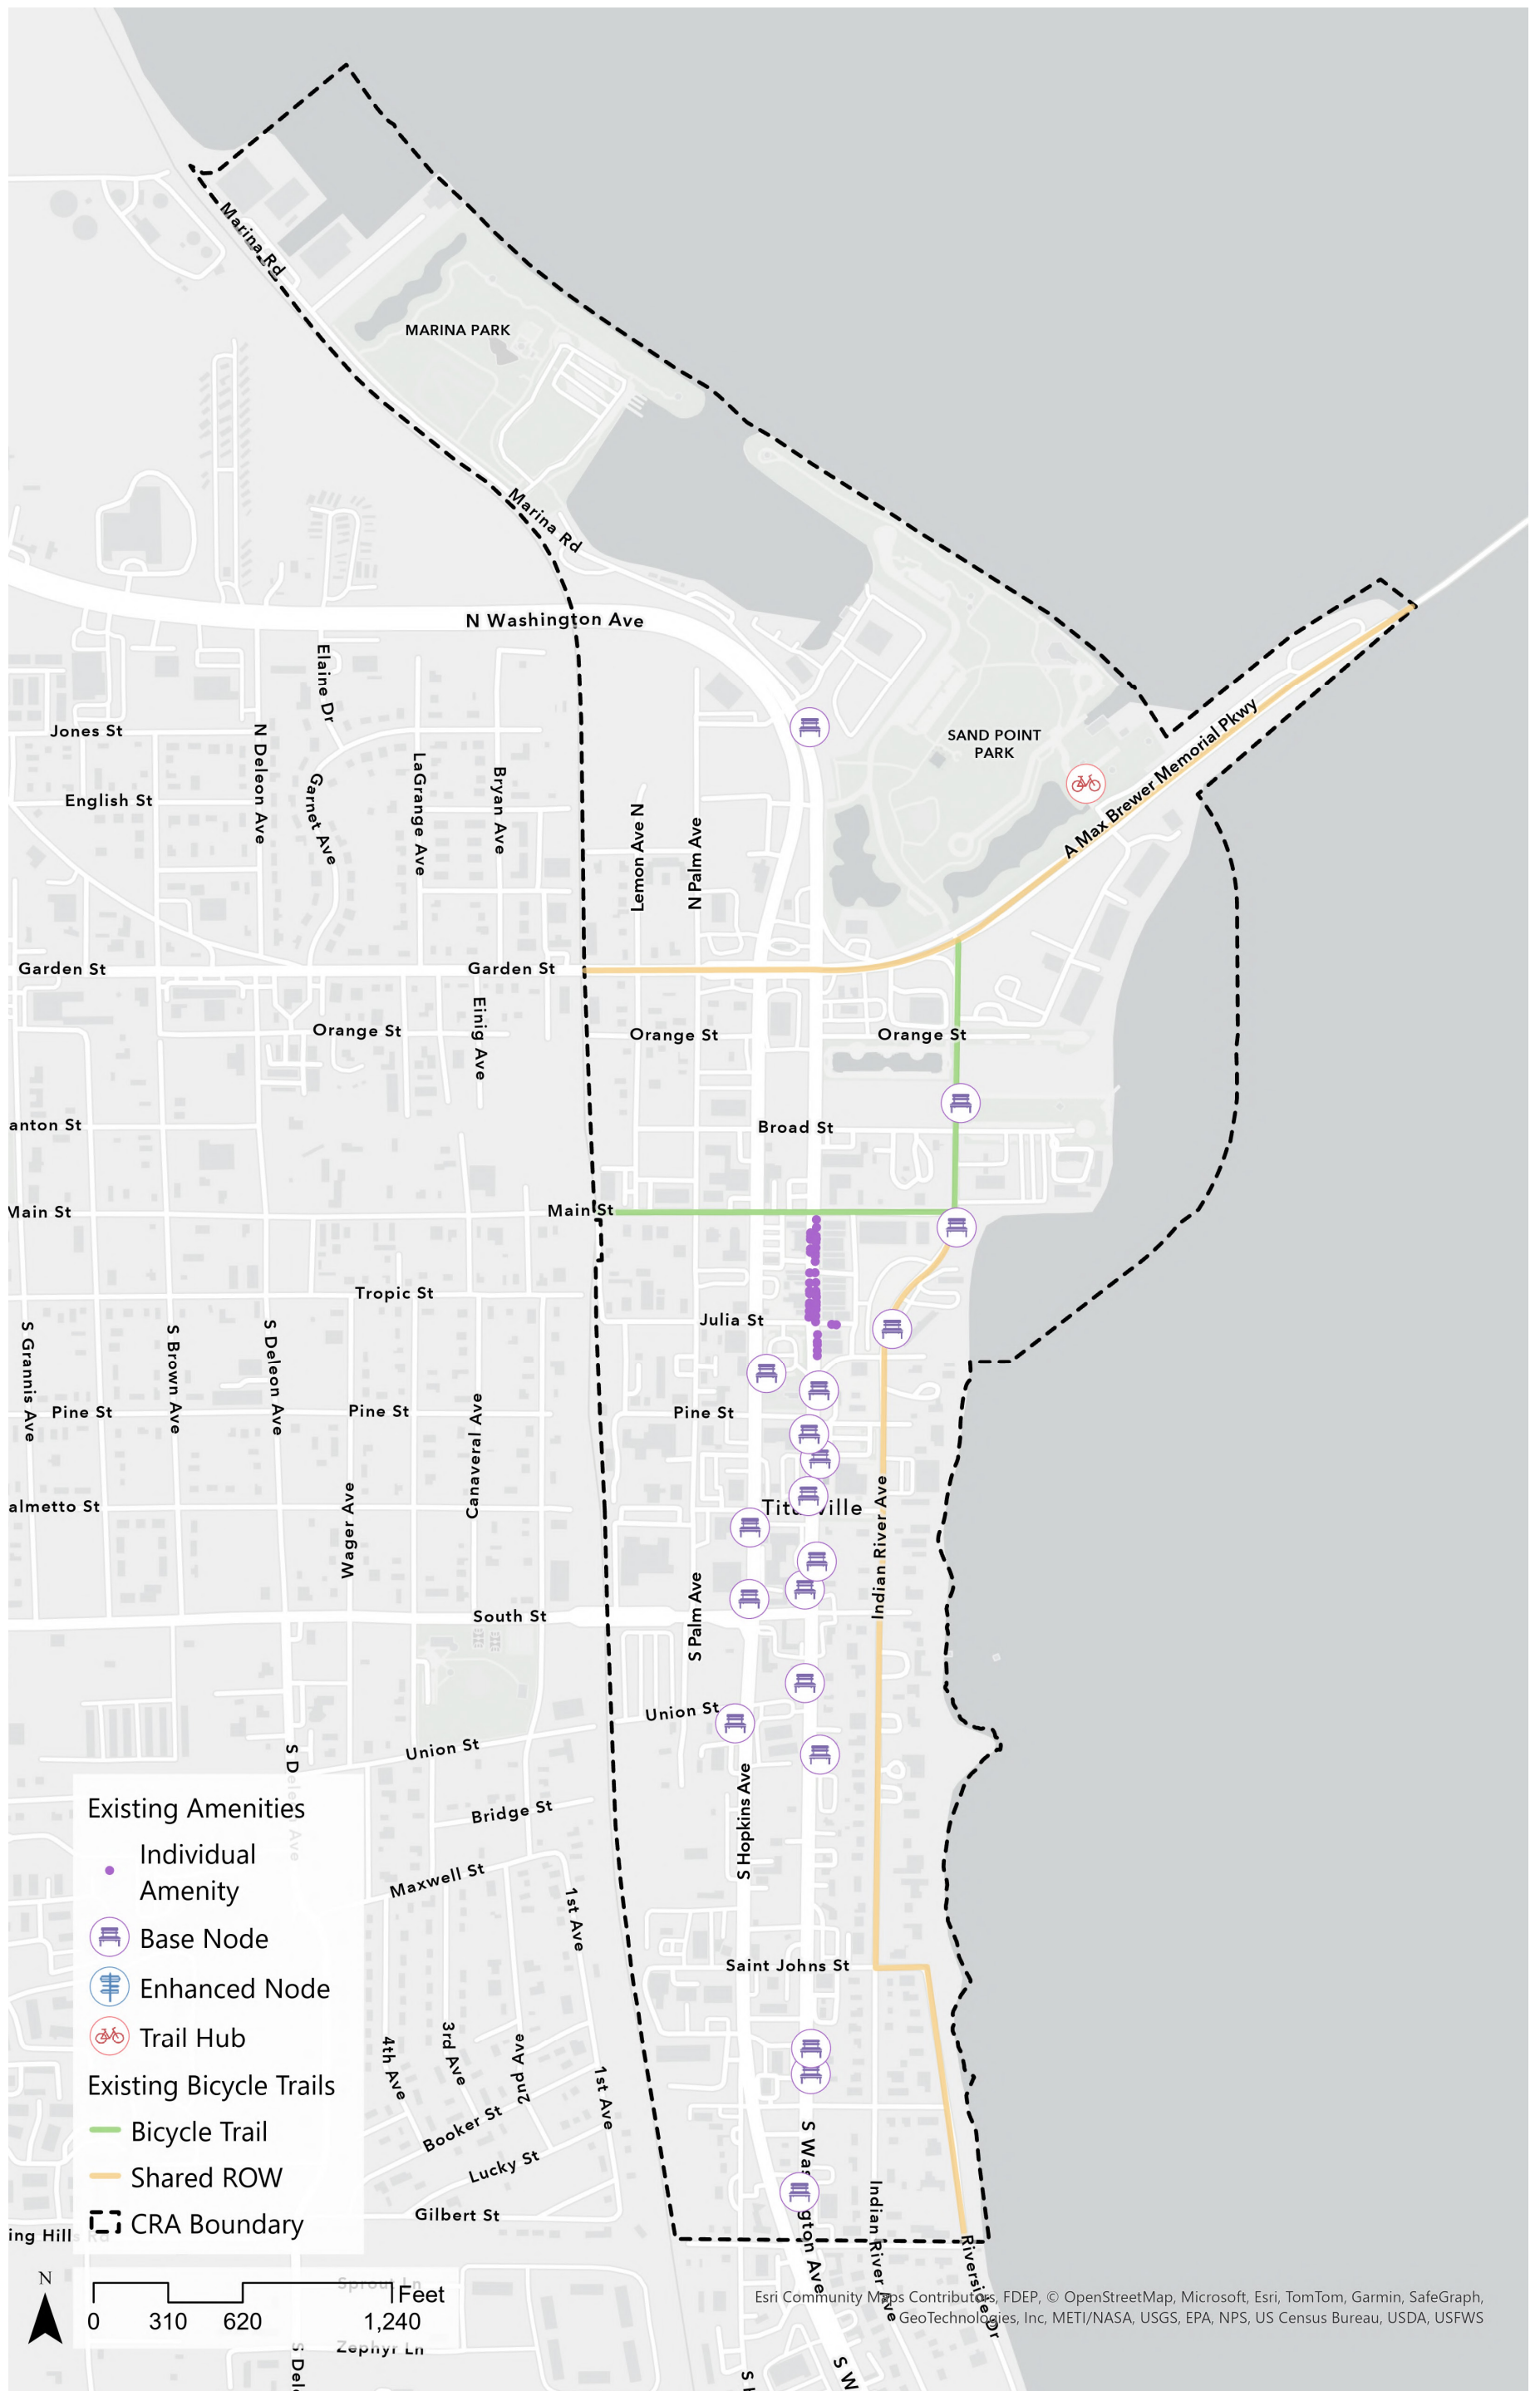 Marina Rd
MARINA PARK
Marina Rd
N Washington Ave
Elaine Dr
Jones St
N Deleon Ave
SAND POINT
PARK
A Max Brewer Memorial Pkwy
LaGrange Ave
Bryan Ave
Garnet Ave
English St
Lemon Ave N
N Palm Ave
Garden St
Garden St
Einig Ave
Orange St
Orange St
Orange St
anton St
Broad St
Main St
Main St
Tropic St
Julia St
S Grannis Ave
S Brown Ave
S Deleon Ave
Canaveral Ave
Pine St
Pine St
Pine St
almetto St
Wager Ave
Indian River Ave
South St
S Palm Ave
Union St
Union St
S Hopkins Ave
Bridge St
Maxwell St
1st Ave
Saint Johns St
4th Ave
3rd Ave
2nd Ave
1st Ave
Booker St
Lucky St
Gilbert St
Indian River Ave
Riverside Dr
Existing Amenities
Individual
Amenity
Base Node
Enhanced Node
Trail Hub
Existing Bicycle Trails
Bicycle Trail
Shared ROW
CRA Boundary
Sprout Ln
N
Feet
0 310 620 1,240
Zephyr Ln
S Dele
S W
Esri Community Maps Contributors, FDEP, © OpenStreetMap, Microsoft, Esri, TomTom, Garmin, SafeGraph,
GeoTechnologies, Inc, METI/NASA, USGS, EPA, NPS, US Census Bureau, USDA, USFWS